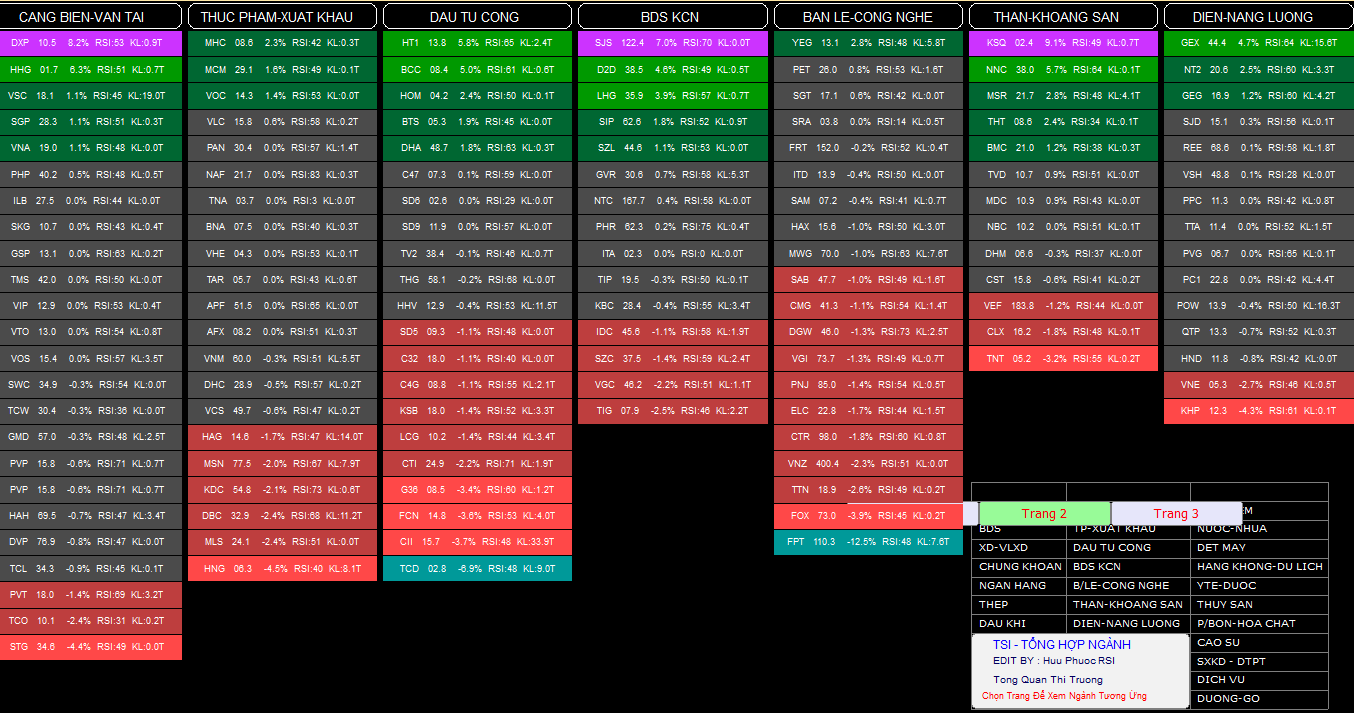 CANG BIEN-VAN TAI
DXP 10.5 8.2% RSI:53 KL:0.9T
HHG 01.7 6.3% RSI:51 KL:0.7T
VSC 18.1 1.1% RSI:45 KL:19.0T
SGP 28.3 1.1% RSI:51 KL:0.3T
VNA 19.0 1.1% RSI:48 KL:0.0T
PHP 40.2 0.5% RSI:48 KL:0.5T
ILB 27.5 0.0% RSI:44 KL:0.0T
SKG 10.7 0.0% RSI:43 KL:0.4T
GSP 13.1 0.0% RSI:63 KL:0.2T
TMS 42.0 0.0% RSI:50 KL:0.0T
VIP 12.9 0.0% RSI:53 KL:0.4T
VTO 13.0 0.0% RSI:54 KL:0.8T
VOS 15.4 0.0% RSI:57 KL:3.5T
SWC 34.9 -0.3% RSI:54 KL:0.0T
TCW 30.4 -0.3% RSI:36 KL:0.0T
GMD 57.0 -0.3% RSI:48 KL:2.5T
PVP 15.8 -0.6% RSI:71 KL:0.7T
PVP 15.8 -0.6% RSI:71 KL:0.7T
HAH 69.5 -0.7% RSI:47 KL:3.4T
DVP 76.9 -0.8% RSI:47 KL:0.0T
TCL 34.3 -0.9% RSI:45 KL:0.1T
PVT 18.0 -1.4% RSI:69 KL:3.2T
TCO 10.1 -2.4% RSI:31 KL:0.2T
STG 34.6 -4.4% RSI:49 KL:0.0T
THUC PHAM-XUAT KHAU
MHC 08.6 2.3% RSI:42 KL:0.3T
MCM 29.1 1.6% RSI:49 KL:0.1T
VOC 14.3 1.4% RSI:53 KL:0.0T
VLC 15.8 0.6% RSI:58 KL:0.2T
PAN 30.4 0.0% RSI:57 KL:1.4T
NAF 21.7 0.0% RSI:83 KL:0.3T
TNA 03.7 0.0% RSI:3 KL:0.0T
BNA 07.5 0.0% RSI:40 KL:0.3T
VHE 04.3 0.0% RSI:53 KL:0.1T
TAR 05.7 0.0% RSI:43 KL:0.6T
APF 51.5 0.0% RSI:65 KL:0.0T
AFX 08.2 0.0% RSI:51 KL:0.3T
VNM 60.0 -0.3% RSI:51 KL:5.5T
DHC 28.9 -0.5% RSI:57 KL:0.2T
VCS 49.7 -0.6% RSI:47 KL:0.2T
HAG 14.6 -1.7% RSI:47 KL:14.0T
MSN 77.5 -2.0% RSI:67 KL:7.9T
KDC 54.8 -2.1% RSI:73 KL:0.6T
DBC 32.9 -2.4% RSI:68 KL:11.2T
MLS 24.1 -2.4% RSI:51 KL:0.0T
HNG 06.3 -4.5% RSI:40 KL:8.1T
DAU TU CONG
HT1 13.8 5.8% RSI:65 KL:2.4T
BCC 08.4 5.0% RSI:61 KL:0.6T
HOM 04.2 2.4% RSI:50 KL:0.1T
BTS 05.3 1.9% RSI:45 KL:0.0T
DHA 48.7 1.8% RSI:63 KL:0.3T
C47 07.3 0.1% RSI:59 KL:0.0T
SD6 02.6 0.0% RSI:29 KL:0.0T
SD9 11.9 0.0% RSI:57 KL:0.0T
TV2 38.4 -0.1% RSI:46 KL:0.7T
THG 58.1 -0.2% RSI:68 KL:0.0T
HHV 12.9 -0.4% RSI:53 KL:11.5T
SD5 09.3 -1.1% RSI:48 KL:0.0T
C32 18.0 -1.1% RSI:40 KL:0.0T
C4G 08.8 -1.1% RSI:55 KL:2.1T
KSB 18.0 -1.4% RSI:52 KL:3.3T
LCG 10.2 -1.4% RSI:44 KL:3.4T
CTI 24.9 -2.2% RSI:71 KL:1.9T
G36 08.5 -3.4% RSI:60 KL:1.2T
FCN 14.8 -3.6% RSI:53 KL:4.0T
CII 15.7 -3.7% RSI:48 KL:33.9T
TCD 02.8 -6.9% RSI:48 KL:9.0T
BDS KCN
SJS 122.4 7.0% RSI:70 KL:0.0T
D2D 38.5 4.6% RSI:49 KL:0.5T
LHG 35.9 3.9% RSI:57 KL:0.7T
SIP 62.6 1.8% RSI:52 KL:0.9T
SZL 44.6 1.1% RSI:53 KL:0.0T
GVR 30.6 0.7% RSI:58 KL:5.3T
NTC 167.7 0.4% RSI:58 KL:0.0T
PHR 62.3 0.2% RSI:75 KL:0.4T
ITA 02.3 0.0% RSI:0 KL:0.0T
TIP 19.5 -0.3% RSI:50 KL:0.1T
KBC 28.4 -0.4% RSI:55 KL:3.4T
IDC 45.6 -1.1% RSI:58 KL:1.9T
SZC 37.5 -1.4% RSI:59 KL:2.4T
VGC 46.2 -2.2% RSI:51 KL:1.1T
TIG 07.9 -2.5% RSI:46 KL:2.2T
BAN LE-CONG NGHE
YEG 13.1 2.8% RSI:48 KL:5.8T
PET 26.0 0.8% RSI:53 KL:1.6T
SGT 17.1 0.6% RSI:42 KL:0.0T
SRA 03.8 0.0% RSI:14 KL:0.5T
FRT 152.0 -0.2% RSI:52 KL:0.4T
ITD 13.9 -0.4% RSI:50 KL:0.0T
SAM 07.2 -0.4% RSI:41 KL:0.7T
HAX 15.6 -1.0% RSI:50 KL:3.0T
MWG 70.0 -1.0% RSI:63 KL:7.6T
SAB 47.7 -1.0% RSI:49 KL:1.6T
CMG 41.3 -1.1% RSI:54 KL:1.4T
DGW 46.0 -1.3% RSI:73 KL:2.5T
VGI 73.7 -1.3% RSI:49 KL:0.7T
PNJ 85.0 -1.4% RSI:54 KL:0.5T
ELC 22.8 -1.7% RSI:44 KL:1.5T
CTR 98.0 -1.8% RSI:60 KL:0.8T
VNZ 400.4 -2.3% RSI:51 KL:0.0T
TTN 18.9 -2.6% RSI:49 KL:0.2T
FOX 73.0 -3.9% RSI:45 KL:0.2T
FPT 110.3 -12.5% RSI:48 KL:7.6T
THAN-KHOANG SAN
KSQ 02.4 9.1% RSI:49 KL:0.7T
NNC 38.0 5.7% RSI:64 KL:0.1T
MSR 21.7 2.8% RSI:48 KL:4.1T
THT 08.6 2.4% RSI:34 KL:0.1T
BMC 21.0 1.2% RSI:38 KL:0.3T
TVD 10.7 0.9% RSI:51 KL:0.0T
MDC 10.9 0.9% RSI:43 KL:0.0T
NBC 10.2 0.0% RSI:51 KL:0.1T
DHM 06.6 -0.3% RSI:37 KL:0.0T
CST 15.8 -0.6% RSI:41 KL:0.2T
VEF 183.8 -1.2% RSI:44 KL:0.0T
CLX 16.2 -1.8% RSI:48 KL:0.1T
TNT 05.2 -3.2% RSI:55 KL:0.2T
DIEN-NANG LUONG
GEX 44.4 4.7% RSI:64 KL:15.6T
NT2 20.6 2.5% RSI:60 KL:3.3T
GEG 16.9 1.2% RSI:60 KL:4.2T
SJD 15.1 0.3% RSI:56 KL:0.1T
REE 68.6 0.1% RSI:58 KL:1.8T
VSH 48.8 0.1% RSI:28 KL:0.0T
PPC 11.3 0.0% RSI:42 KL:0.8T
TTA 11.4 0.0% RSI:52 KL:1.5T
PVG 06.7 0.0% RSI:65 KL:0.1T
PC1 22.8 0.0% RSI:42 KL:4.4T
POW 13.9 -0.4% RSI:50 KL:16.3T
QTP 13.3 -0.7% RSI:52 KL:0.3T
HND 11.8 -0.8% RSI:42 KL:0.0T
VNE 05.3 -2.7% RSI:46 KL:0.5T
KHP 12.3 -4.3% RSI:61 KL:0.1T
Trang 2 Trang 3 EM
BDS TP-XUAT KHAU NUOC-NHUA
XD-VLXD DAU TU CONG DET MAY
CHUNG KHOAN BDS KCN HANG KHONG-DU LICH
NGAN HANG B/LE-CONG NGHE YTE-DUOC
THEP THAN-KHOANG SAN THUY SAN
DAU KHI DIEN-NANG LUONG P/BON-HOA CHAT
CAO SU
SXKD - DTPT
DICH VU
DUONG-GO
TSI - TỔNG HỢP NGÀNH
EDIT BY : Huu Phuoc RSI
Tong Quan Thi Truong
Chọn Trang Để Xem Ngành Tương Ứng